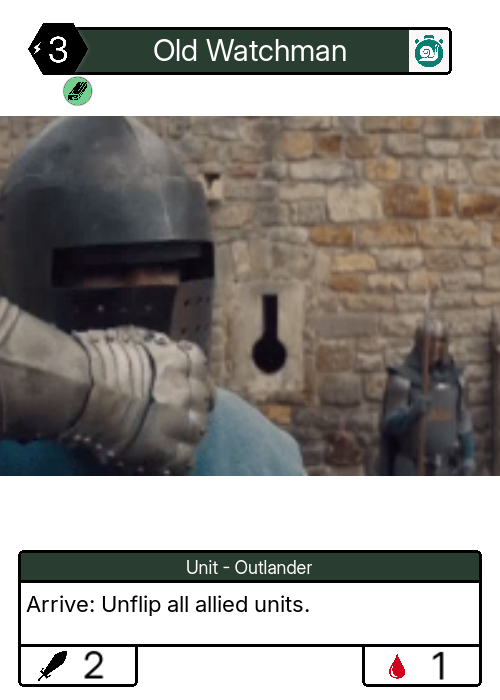 3
Old Watchman
Unit - Outlander
Arrive: Unflip all allied units.
2
1